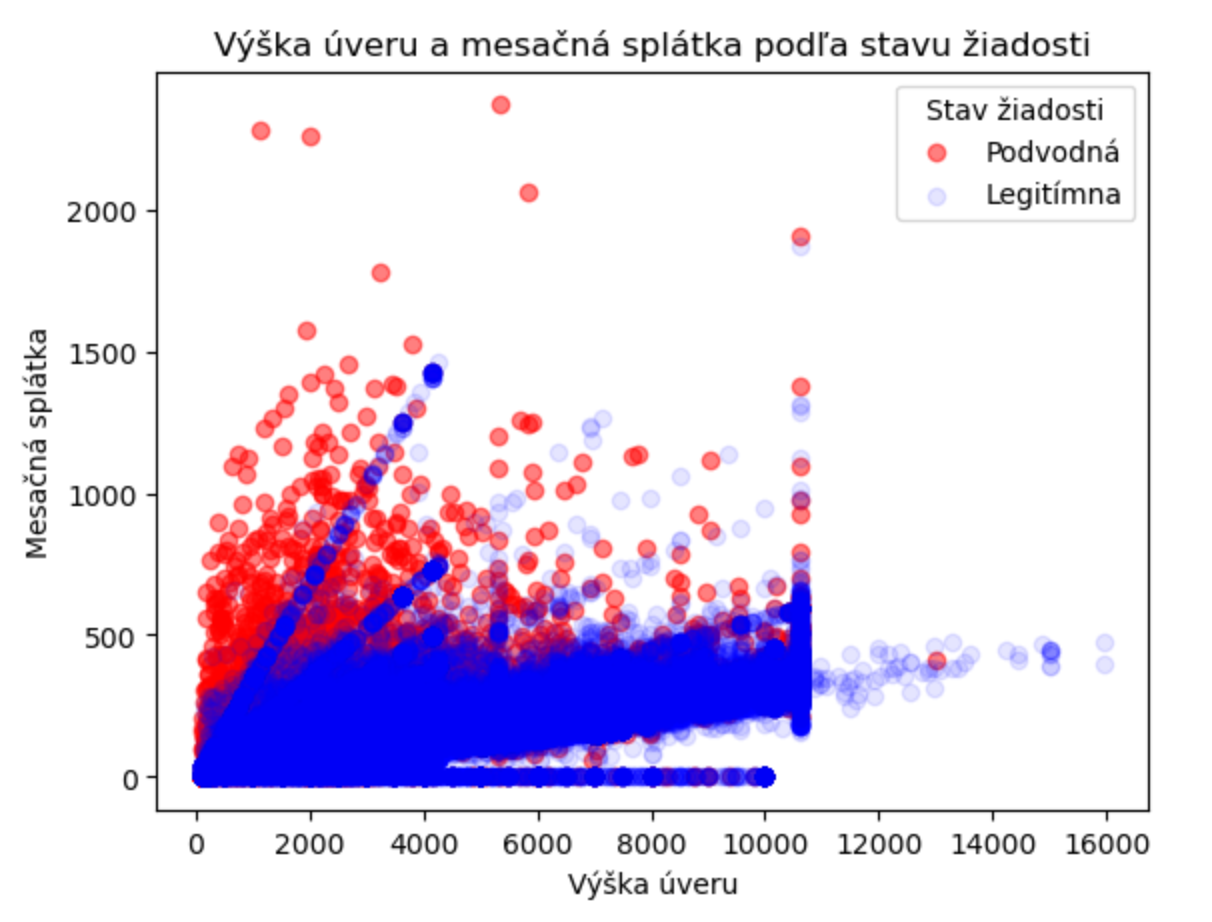 Výška úveru a mesačná splátka podľa stavu žiadosti
Stav žiadosti
Podvodná
Legitímna
Mesačná splátka
2000
1500
1000
500
0
0 2000 4000 6000 8000 10000 12000 14000 16000
Výška úveru